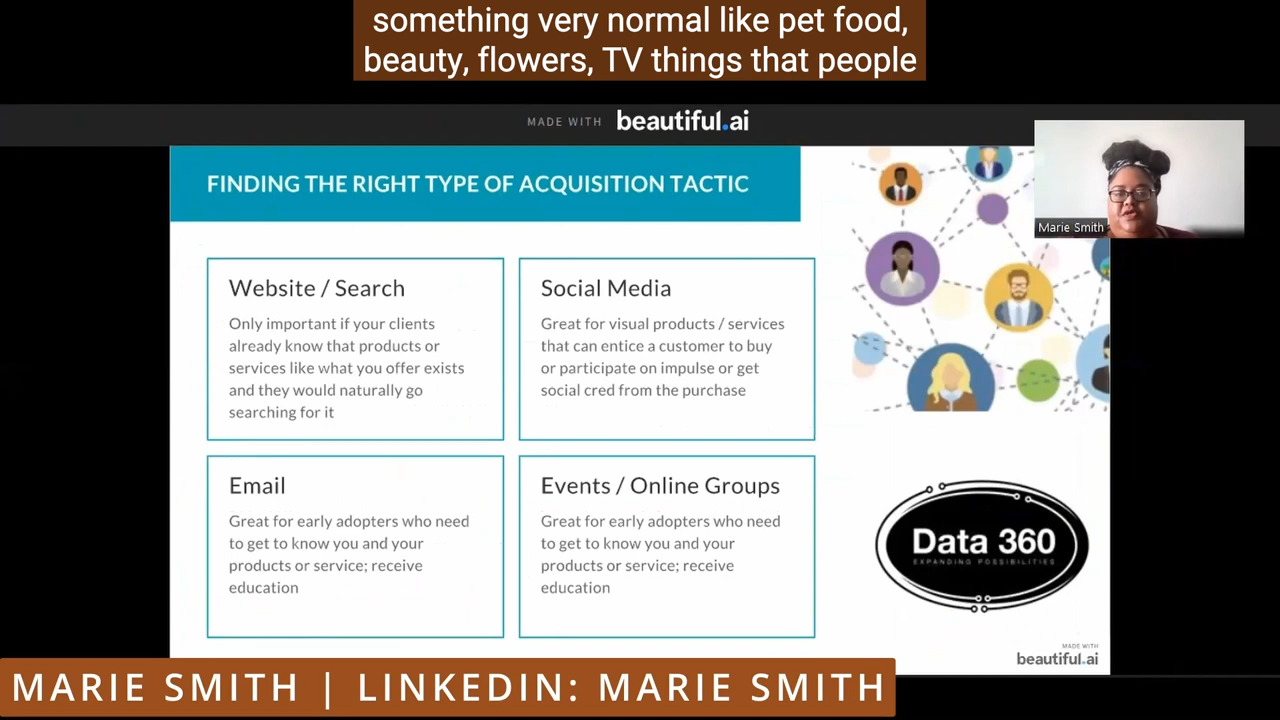 something very normal like pet food,
beauty, flowers, TV things that people
MADE WITH beautiful.ai
FINDING THE RIGHT TYPE OF ACQUISITION TACTIC
Marie Smith
Website / Search
Only important if your clients
already know that products or
services like what you offer exists
and they would naturally go
searching for it
Social Media
Great for visual products / services
that can entice a customer to buy
or participate on impulse or get
social cred from the purchase
Email
Great for early adopters who need
to get to know you and your
products or service; receive
education
Events / Online Groups
Great for early adopters who need
to get to know you and your
products or service; receive
education
Data 360
EXPANDING POSSIBILITIES
MADE WITH
beautiful.ai
MARIE SMITH | LINKEDIN: MARIE SMITH